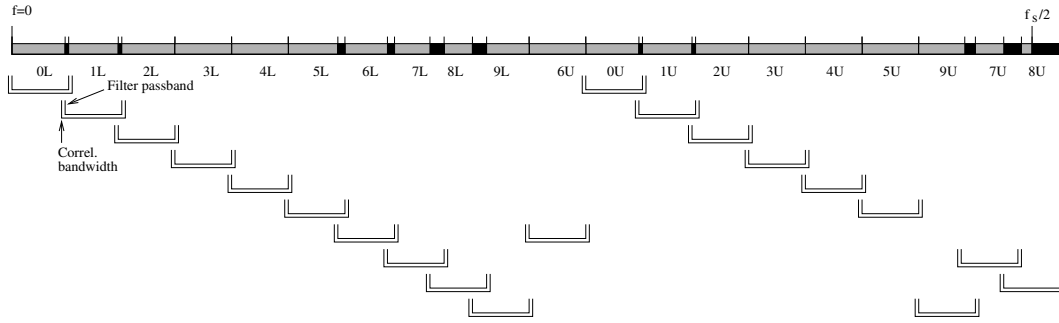 f=0
f s/2
0L 1L 2L 3L 4L 5L 6L 7L 8L 9L 6U 0U 1U 2U 3U 4U 5U 9U 7U 8U
Filter passband
Correl.
bandwidth